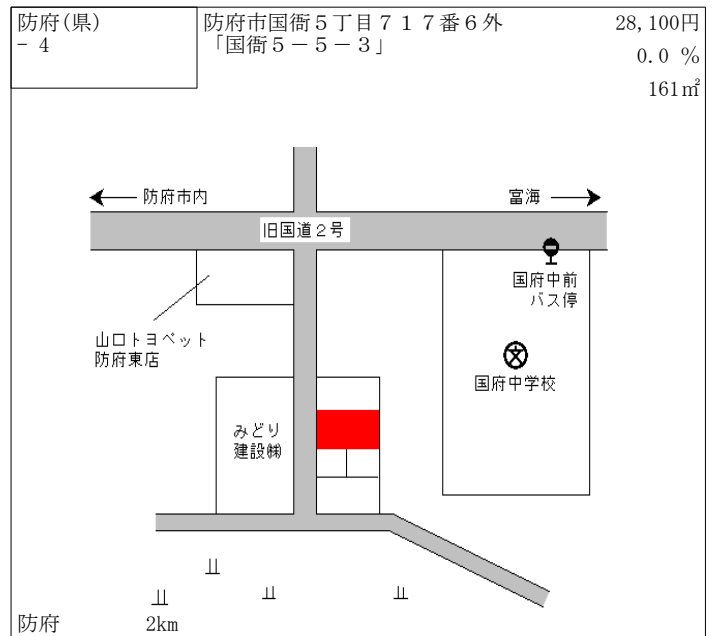 防府(県)
- 4
防府市国衙５丁目７１７番６外
「国衙５－５－３」
28,100円
0.0 %
161㎡
防府市内
富海
旧国道２号
国府中前
バス停
山口トヨペット
防府東店
文
国府中学校
みどり
建設㈱
防府 2km